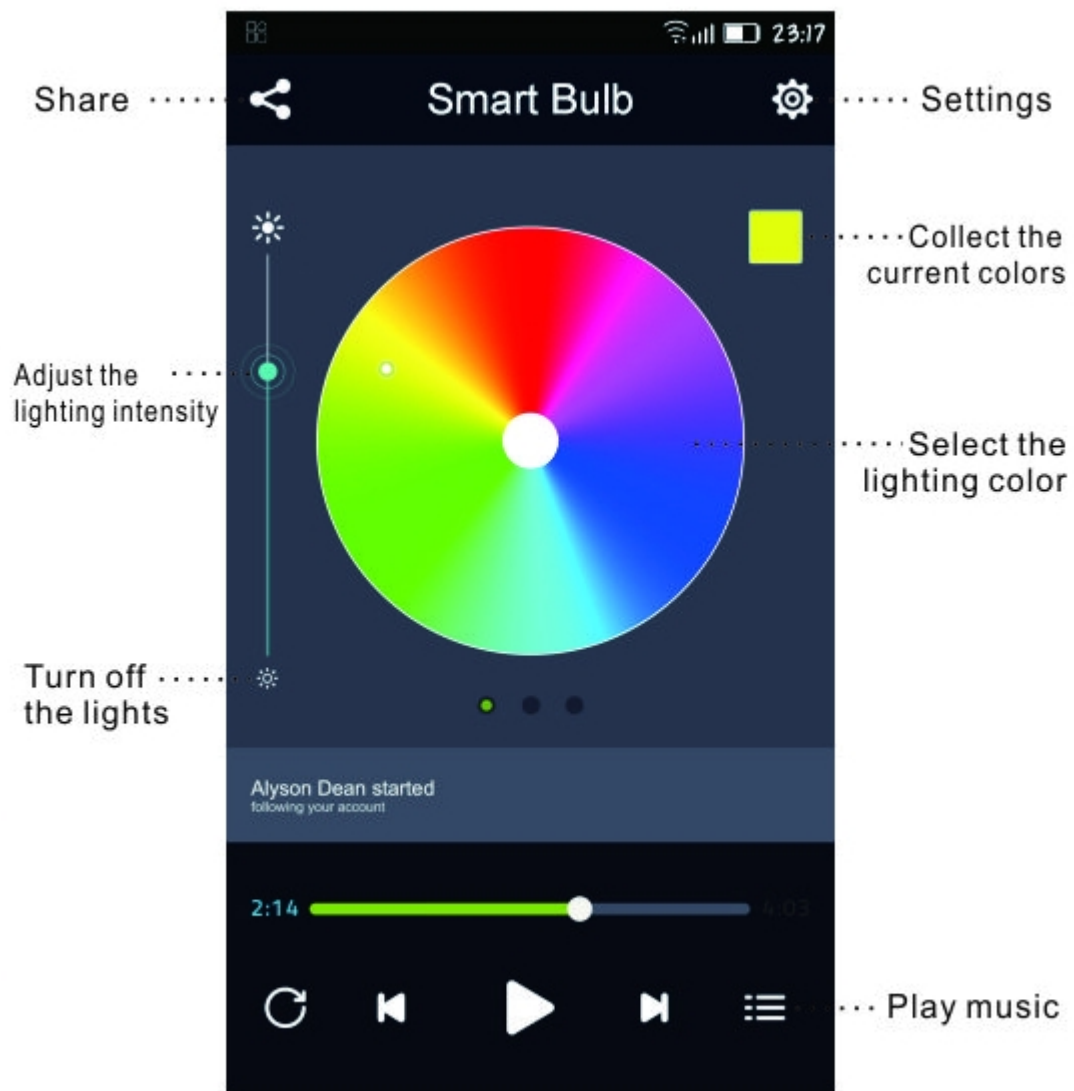 23:17
Share
Smart Bulb
Settings
Collect the
current colors
Adjust the
lighting intensity
Select the
lighting color
Turn off
the lights
Alyson Dean started
following your account
2:14
4:03
Play music